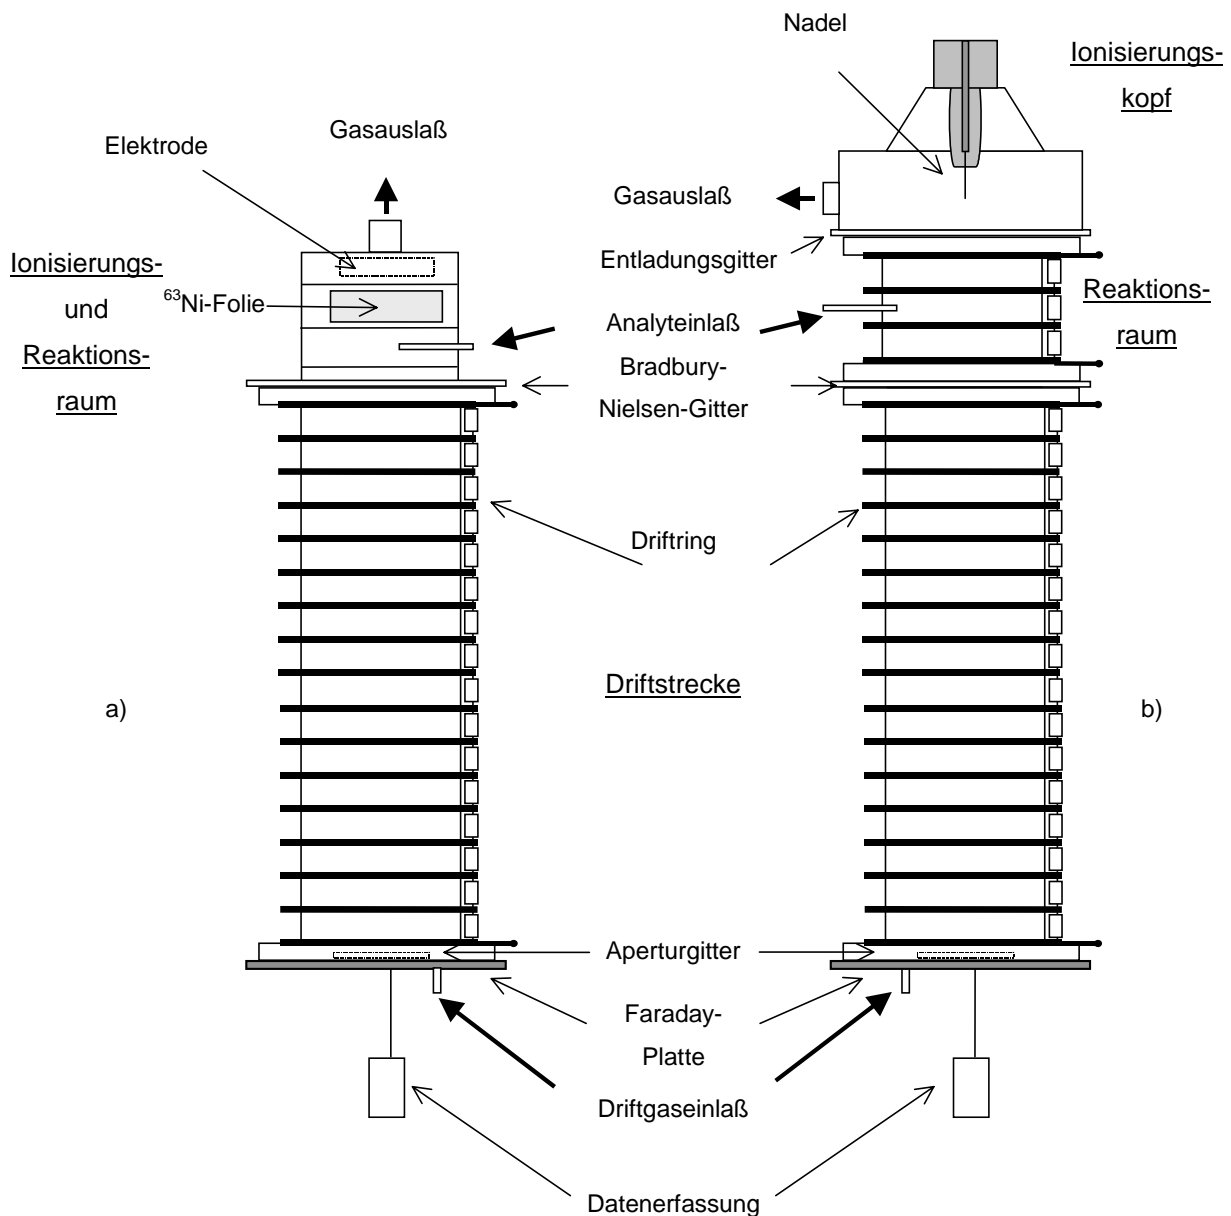 Nadel
Ionisierungs-
kopf
Gasauslaß
Elektrode
Gasauslaß
Entladungsgitter
Ionisierungs-
und
Reaktions-
raum
⁶³Ni-Folie
Analyteinlaß
Reaktions-
raum
Bradbury-
Nielsen-Gitter
Driftring
Driftstrecke
a)
b)
Aperturgitter
Faraday-
Platte
Driftgaseinlaß
Datenerfassung